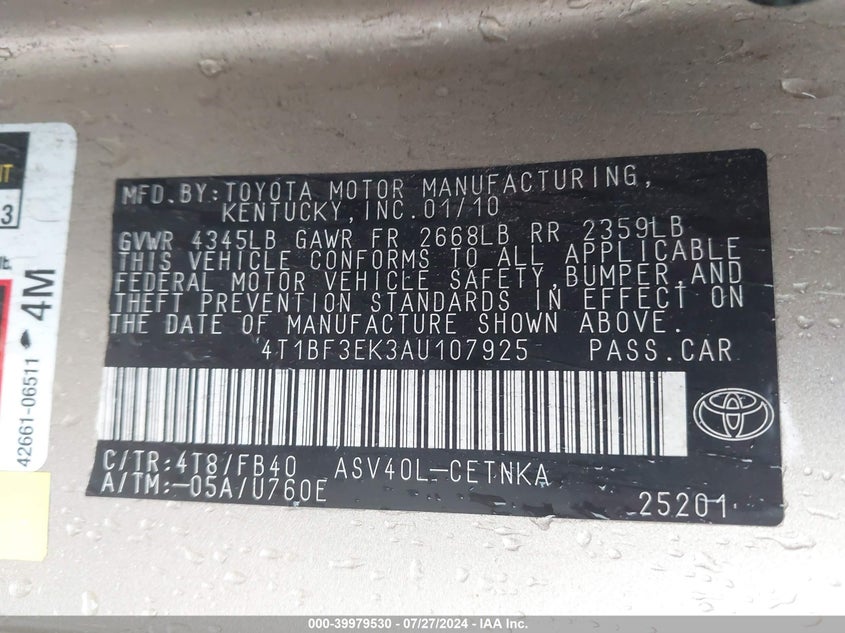 MFD.BY:TOYOTA MOTOR MANUFACTURING,
KENTUCKY,INC.01/10
GVWR 4345LB GAWR FR 2668LB RR 2359LB
THIS VEHICLE CONFORMS TO ALL APPLICABLE
FEDERAL MOTOR VEHICLE SAFETY,BUMPER,AND
THEFT PREVENTION STANDARDS IN EFFECT ON
THE DATE OF MANUFACTURE SHOWN ABOVE.
4T1BF3EK3AU107925 PASS.CAR
C/TR:4T8/FB40 ASV40L-CETNKA
A/TM:-05A/U760E
25201
3
42661-06511 4M
000-39979530 - 07/27/2024 - IAA Inc.